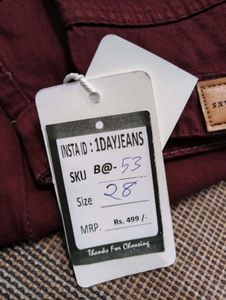 INSTA ID : 1DAYJEANS
SKU B@-53
Size 28
MRP. Rs. 499 /-
Thanks For Choosing